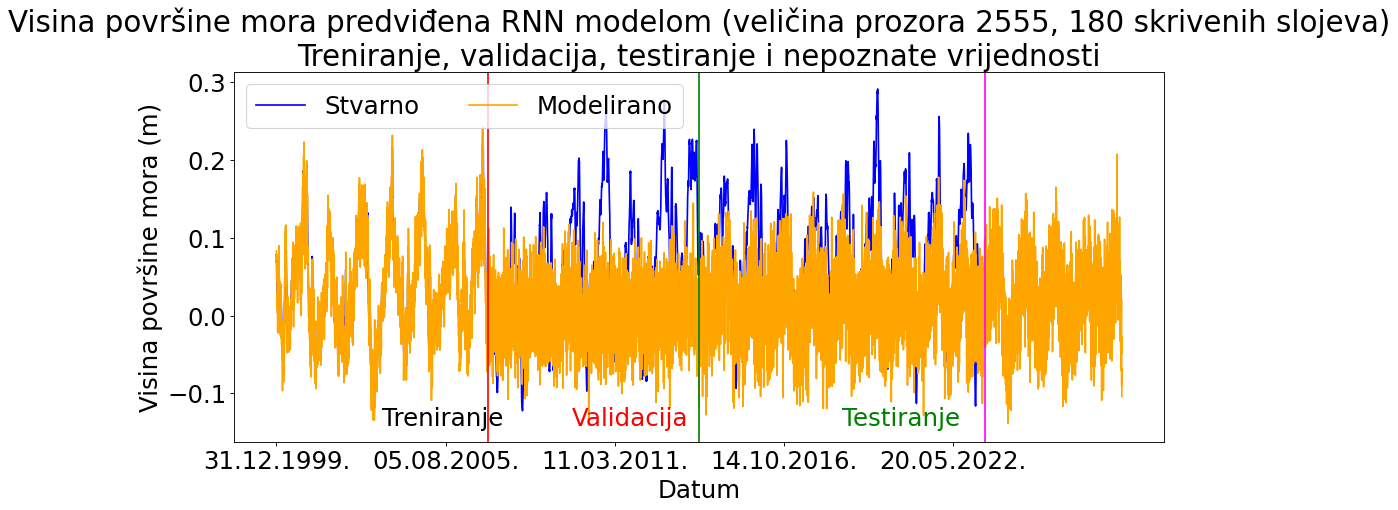 Visina površine mora predviđena RNN modelom (veličina prozora 2555, 180 skrivenih slojeva)
Treniranje, validacija, testiranje i nepoznate vrijednosti
Stvarno Modelirano
Visina površine mora (m)
0.3
0.2
0.1
0.0
−0.1
Treniranje Validacija Testiranje
31.12.1999. 05.08.2005. 11.03.2011. 14.10.2016. 20.05.2022.
Datum